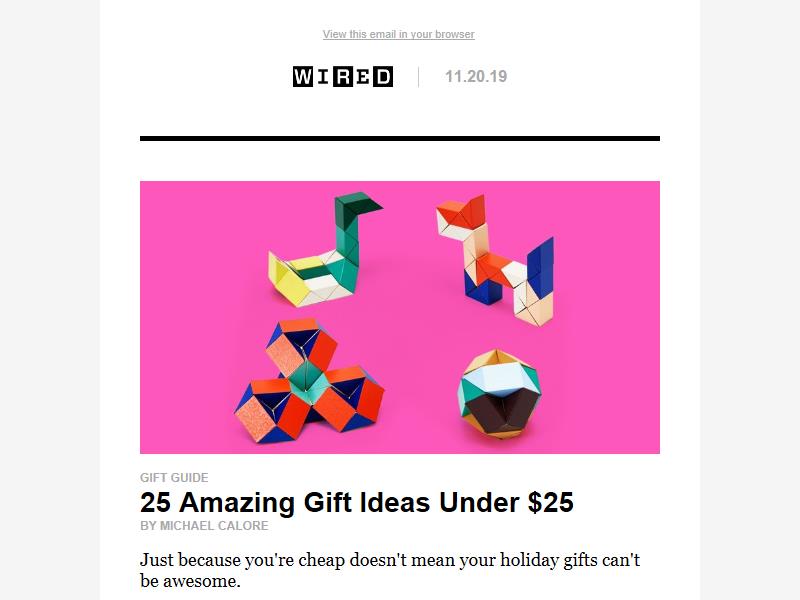 View this email in your browser
WIRED | 11.20.19
GIFT GUIDE
25 Amazing Gift Ideas Under $25
BY MICHAEL CALORE
Just because you're cheap doesn't mean your holiday gifts can't
be awesome.